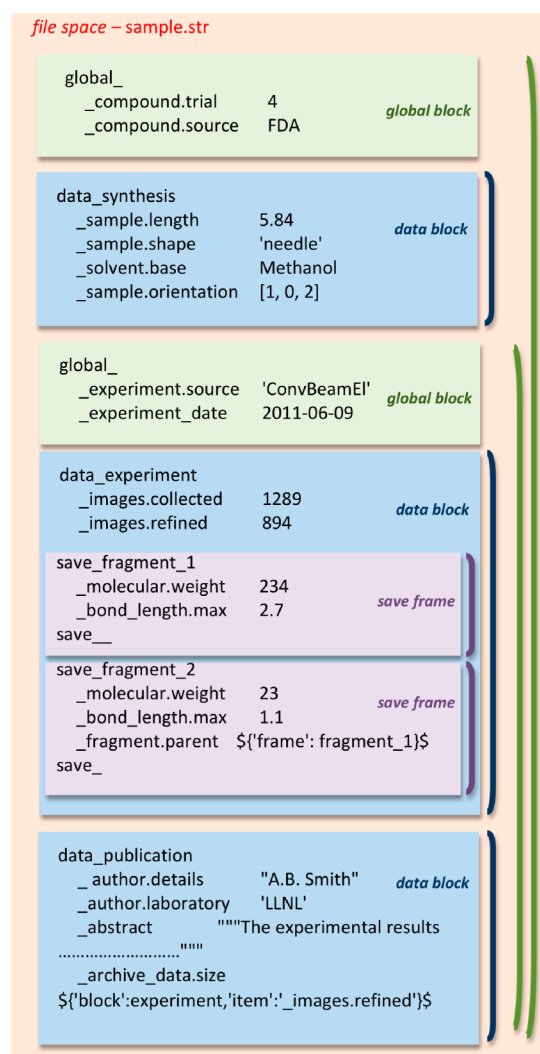 file space – sample.str
global_
_compound.trial 4
_compound.source FDA
global block
data_synthesis
_sample.length 5.84
_sample.shape 'needle'
_solvent.base Methanol
_sample.orientation [1, 0, 2]
data block
global_
_experiment.source 'ConvBeamEl'
_experiment_date 2011-06-09
global block
data_experiment
_images.collected 1289
_images.refined 894
data block
save_fragment_1
_molecular.weight 234
_bond_length.max 2.7
save__
save frame
save_fragment_2
_molecular.weight 23
_bond_length.max 1.1
_fragment.parent ${'frame': fragment_1}$
save_
save frame
data_publication
_ author.details "A.B. Smith"
_author.laboratory 'LLNL'
_abstract """The experimental results
..........................."""
_archive_data.size
${'block':experiment,'item':'_images.refined'}$
data block